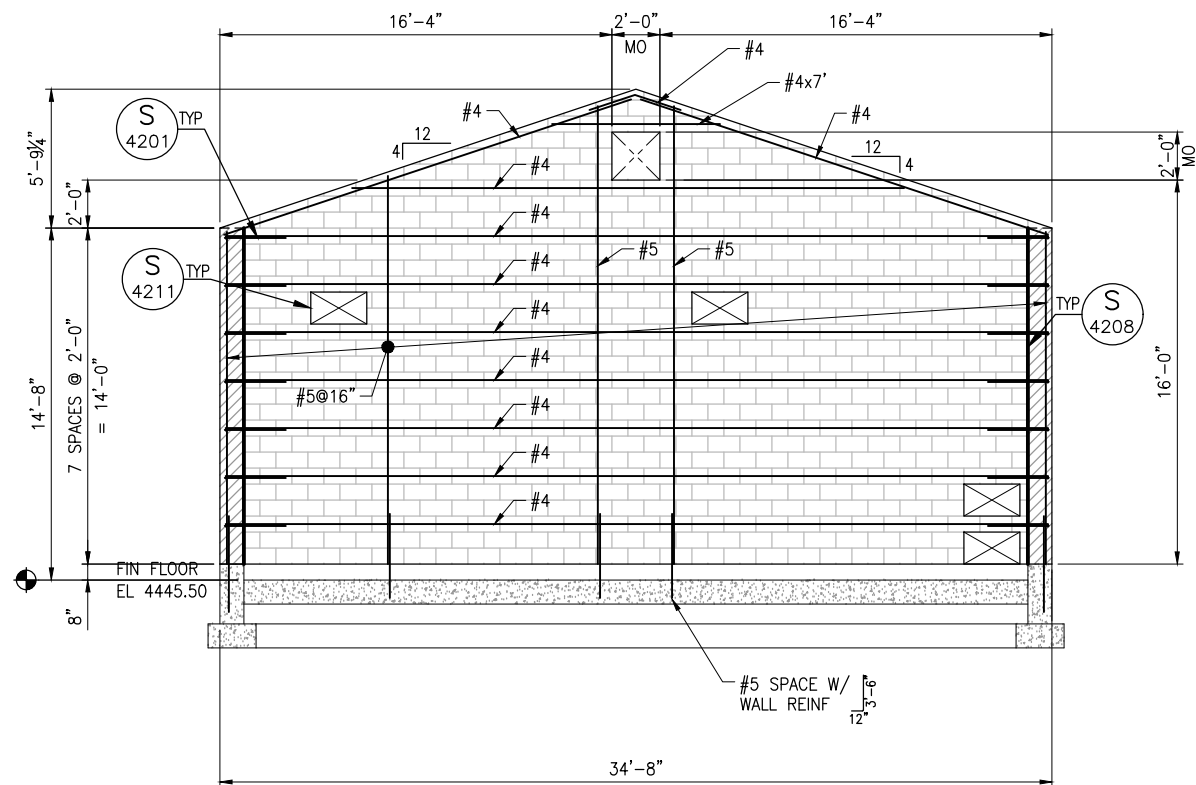 16'-4"
2'-0"
MO
16'-4"
#4
#4x7'
S
4201
TYP
#4
#4
12
4
12
4
5'-9¼"
2'-0"
2'-0"
MO
#4
#4
#5
#5
#4
S
4211
TYP
#4
TYP
S
4208
#5@16"
#4
14'-8"
7 SPACES @ 2'-0"
= 14'-0"
16'-0"
#4
#4
#4
FIN FLOOR
EL 4445.50
8"
#5 SPACE W/
WALL REINF
3'-6"
12"
34'-8"